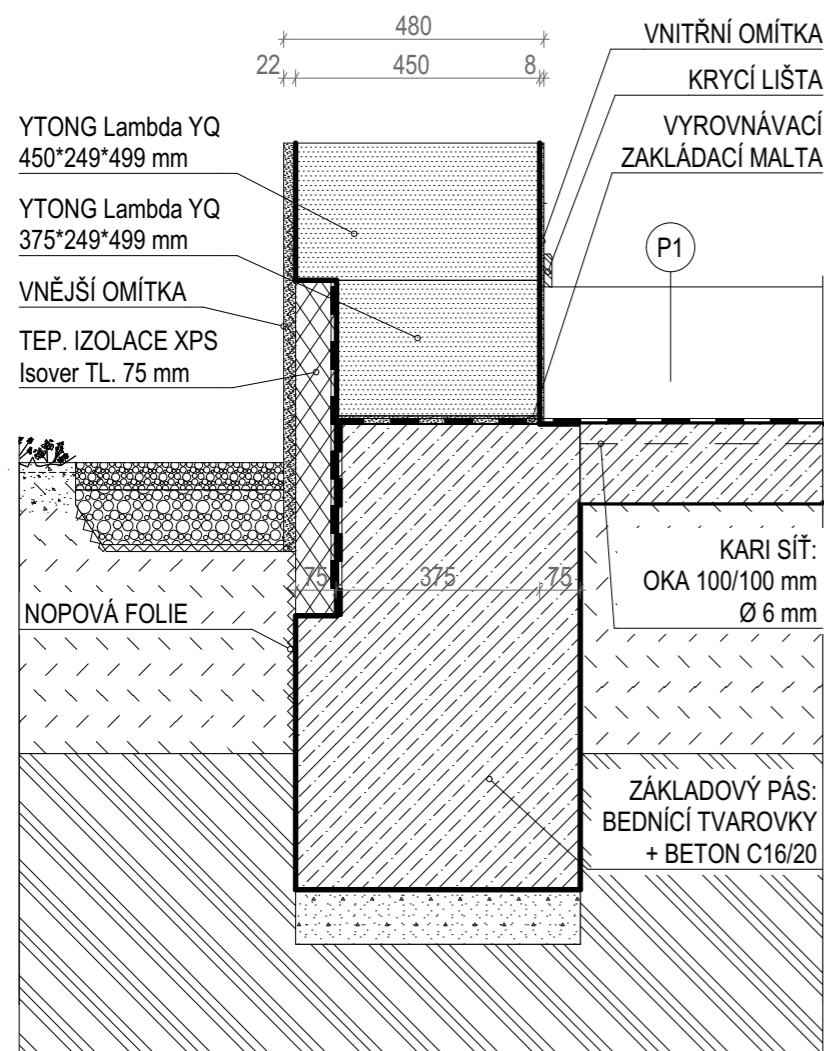 480
22 450 8
VNITŘNÍ OMÍTKA
KRYCÍ LIŠTA
VYROVNÁVACÍ
ZAKLÁDACÍ MALTA
YTONG Lambda YQ
450*249*499 mm
YTONG Lambda YQ
375*249*499 mm
VNĚJŠÍ OMÍTKA
TEP. IZOLACE XPS
Isover TL. 75 mm
P1
75 375 75
KARI SÍŤ:
OKA 100/100 mm
Ø 6 mm
NOPOVÁ FOLIE
ZÁKLADOVÝ PÁS:
BEDNÍCÍ TVAROVKY
+ BETON C16/20